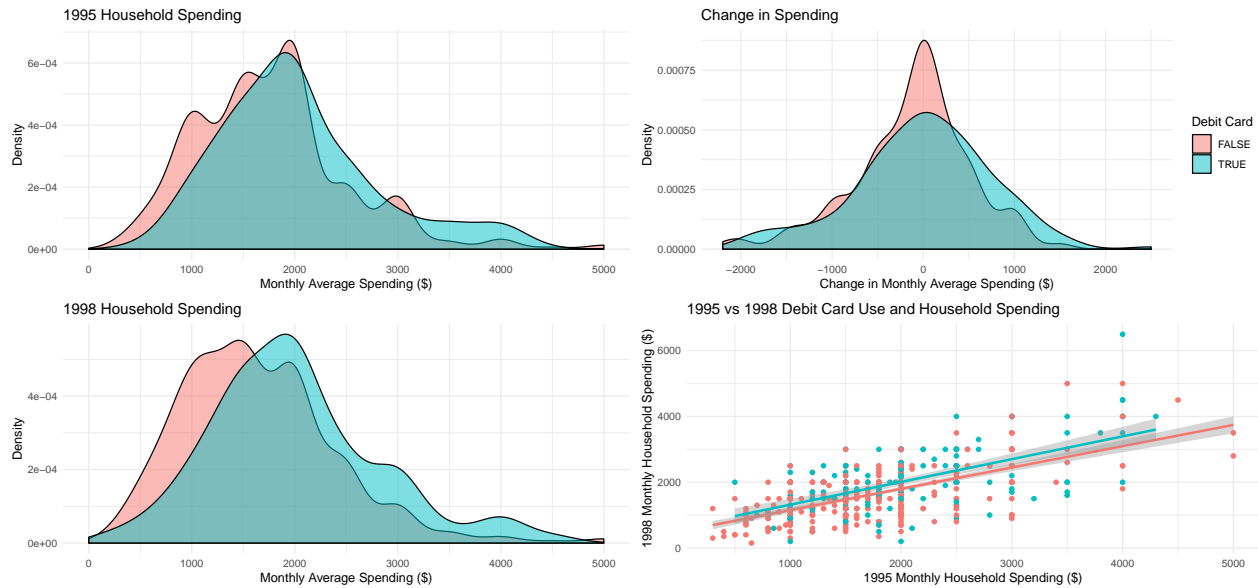 1995 Household Spending
Density
6e−04
4e−04
2e−04
0e+00
0 1000 2000 3000 4000 5000
Monthly Average Spending ($)
Change in Spending
Density
0.00075
0.00050
0.00025
0.00000
−2000 −1000 0 1000 2000
Change in Monthly Average Spending ($)
Debit Card
FALSE
TRUE
1998 Household Spending
Density
4e−04
2e−04
0e+00
0 1000 2000 3000 4000 5000
Monthly Average Spending ($)
1995 vs 1998 Debit Card Use and Household Spending
1998 Monthly Household Spending ($)
6000
4000
2000
0
1000 2000 3000 4000 5000
1995 Monthly Household Spending ($)